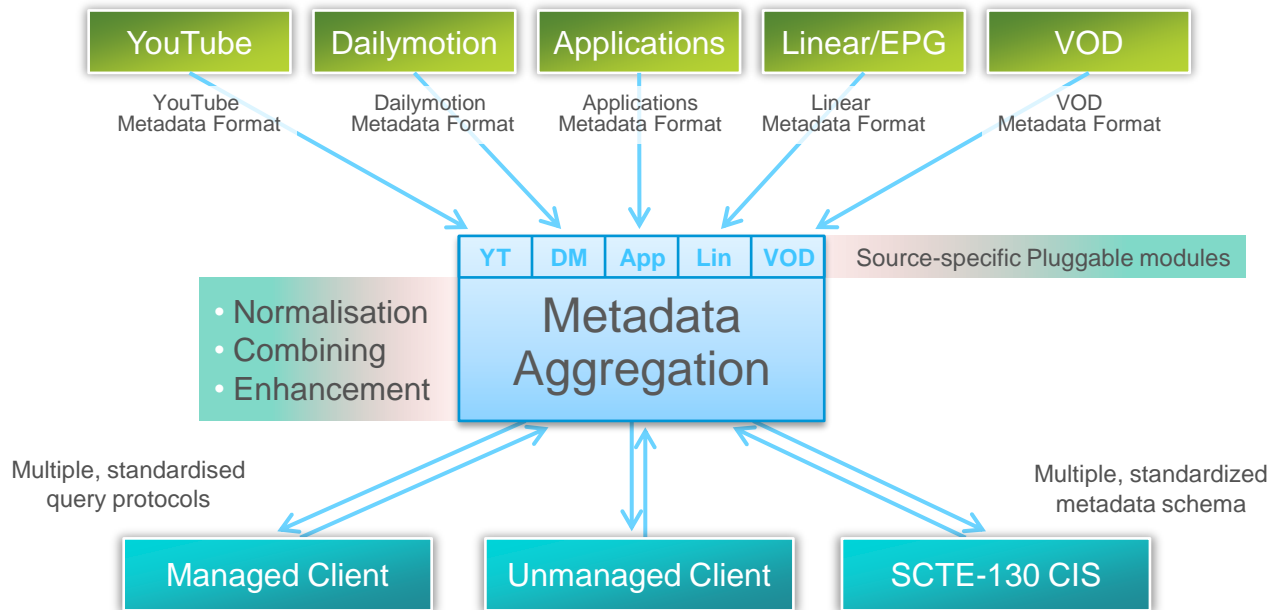 YouTube
Dailymotion
Applications
Linear/EPG
VOD
YouTube
Metadata Format
Dailymotion
Metadata Format
Applications
Metadata Format
Linear
Metadata Format
VOD
Metadata Format
YT
DM
App
Lin
VOD
Source-specific Pluggable modules
• Normalisation
• Combining
• Enhancement
Metadata
Aggregation
Multiple, standardised
query protocols
Multiple, standardized
metadata schema
Managed Client
Unmanaged Client
SCTE-130 CIS